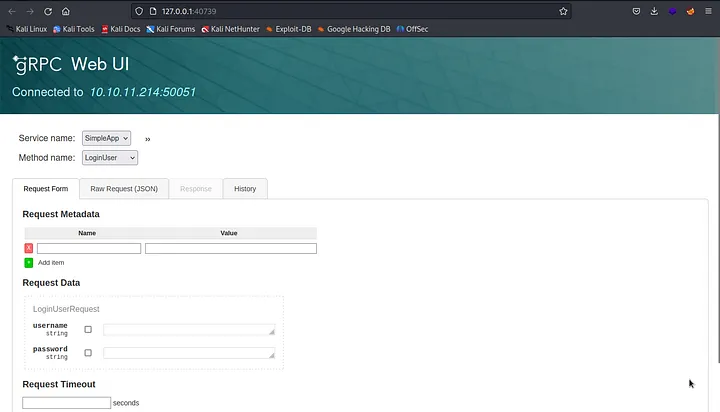 127.0.0.1:40739
Kali Linux Kali Tools Kali Docs Kali Forums Kali NetHunter Exploit-DB Google Hacking DB OffSec
gRPC Web UI
Connected to 10.10.11.214:50051
Service name: SimpleApp »
Method name: LoginUser
Request Form Raw Request (JSON) Response History
Request Metadata
Name Value
X
+ Add item
Request Data
LoginUserRequest
username
string
password
string
Request Timeout
seconds